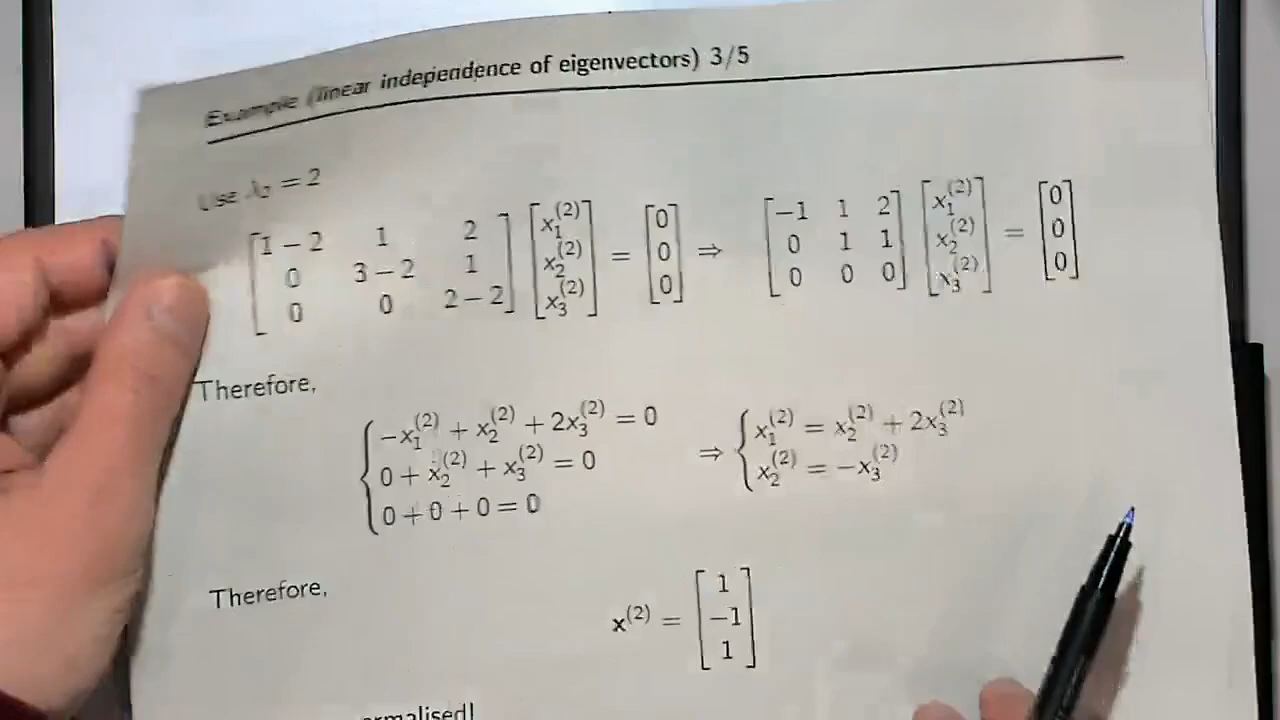 Example (linear independence of eigenvectors) 3/5
Use λ₂ = 2
[1 − 2 1 2; 0 3 − 2 1; 0 0 2 − 2] [x₁⁽²⁾; x₂⁽²⁾; x₃⁽²⁾] = [0; 0; 0] ⇒ [−1 1 2; 0 1 1; 0 0 0] [x₁⁽²⁾; x₂⁽²⁾; x₃⁽²⁾] = [0; 0; 0]
Therefore,
{−x₁⁽²⁾ + x₂⁽²⁾ + 2x₃⁽²⁾ = 0
0 + x₂⁽²⁾ + x₃⁽²⁾ = 0
0 + 0 + 0 = 0
⇒ {x₁⁽²⁾ = x₂⁽²⁾ + 2x₃⁽²⁾
x₂⁽²⁾ = −x₃⁽²⁾
Therefore,
x⁽²⁾ = [1; −1; 1]